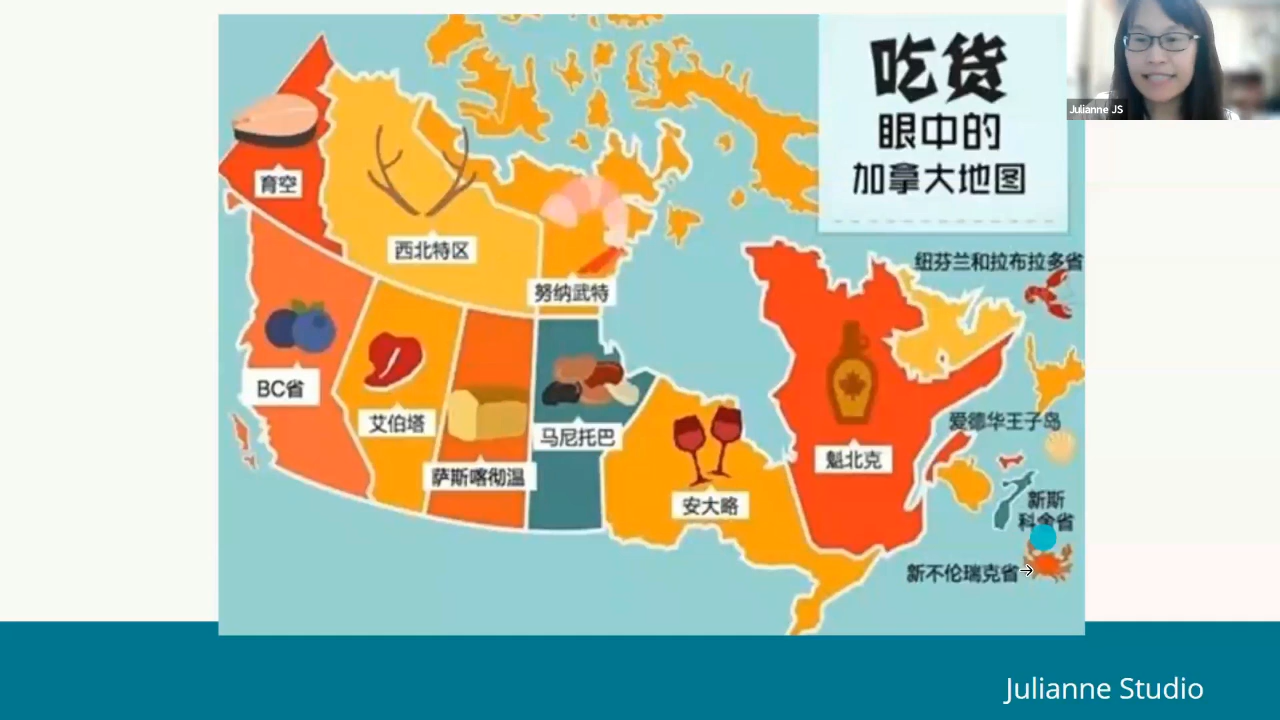 吃货
眼中的
加拿大地图
Julianne JS
育空
西北特区
努纳武特
纽芬兰和拉布拉多省
BC省
艾伯塔
萨斯喀彻温
马尼托巴
安大略
魁北克
爱德华王子岛
新斯
科舍省
新不伦瑞克省
Julianne Studio